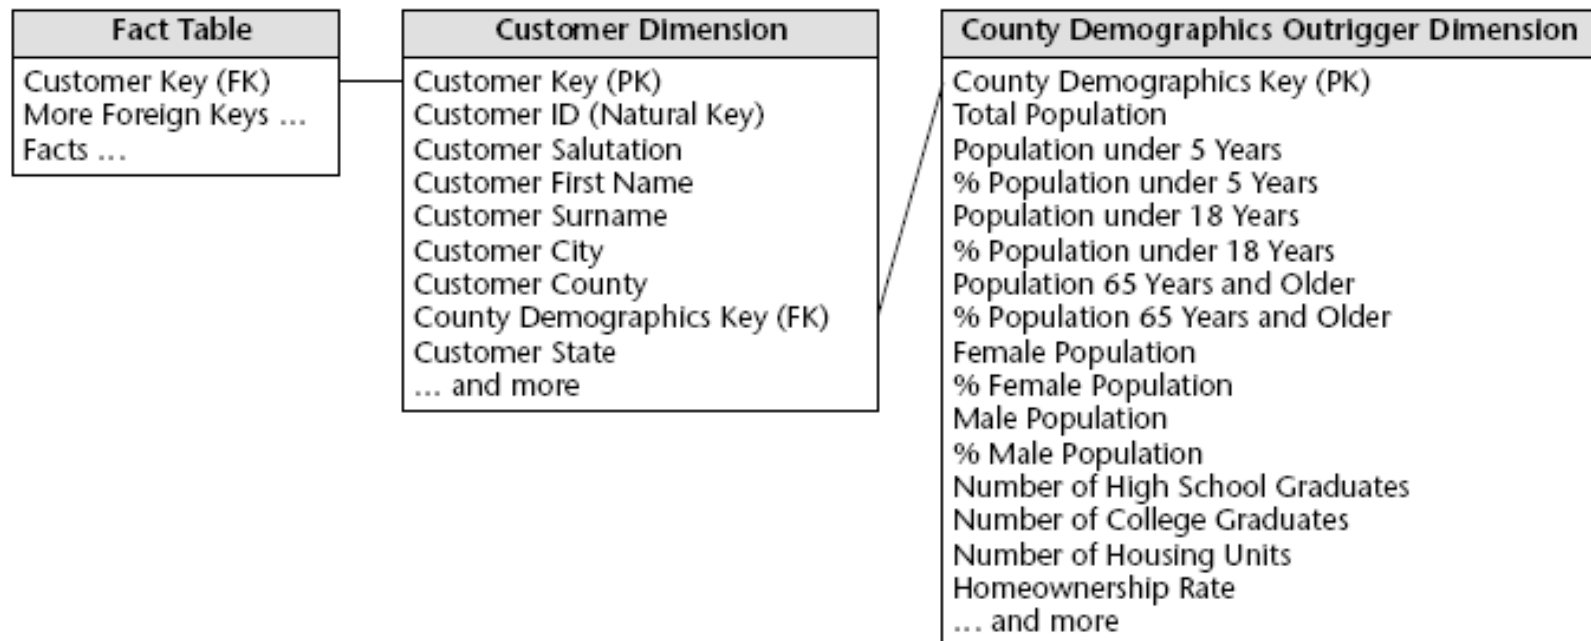 Fact Table
Customer Key (FK)
More Foreign Keys ...
Facts ...
Customer Dimension
Customer Key (PK)
Customer ID (Natural Key)
Customer Salutation
Customer First Name
Customer Surname
Customer City
Customer County
County Demographics Key (FK)
Customer State
... and more
County Demographics Outrigger Dimension
County Demographics Key (PK)
Total Population
Population under 5 Years
% Population under 5 Years
Population under 18 Years
% Population under 18 Years
Population 65 Years and Older
% Population 65 Years and Older
Female Population
% Female Population
Male Population
% Male Population
Number of High School Graduates
Number of College Graduates
Number of Housing Units
Homeownership Rate
... and more